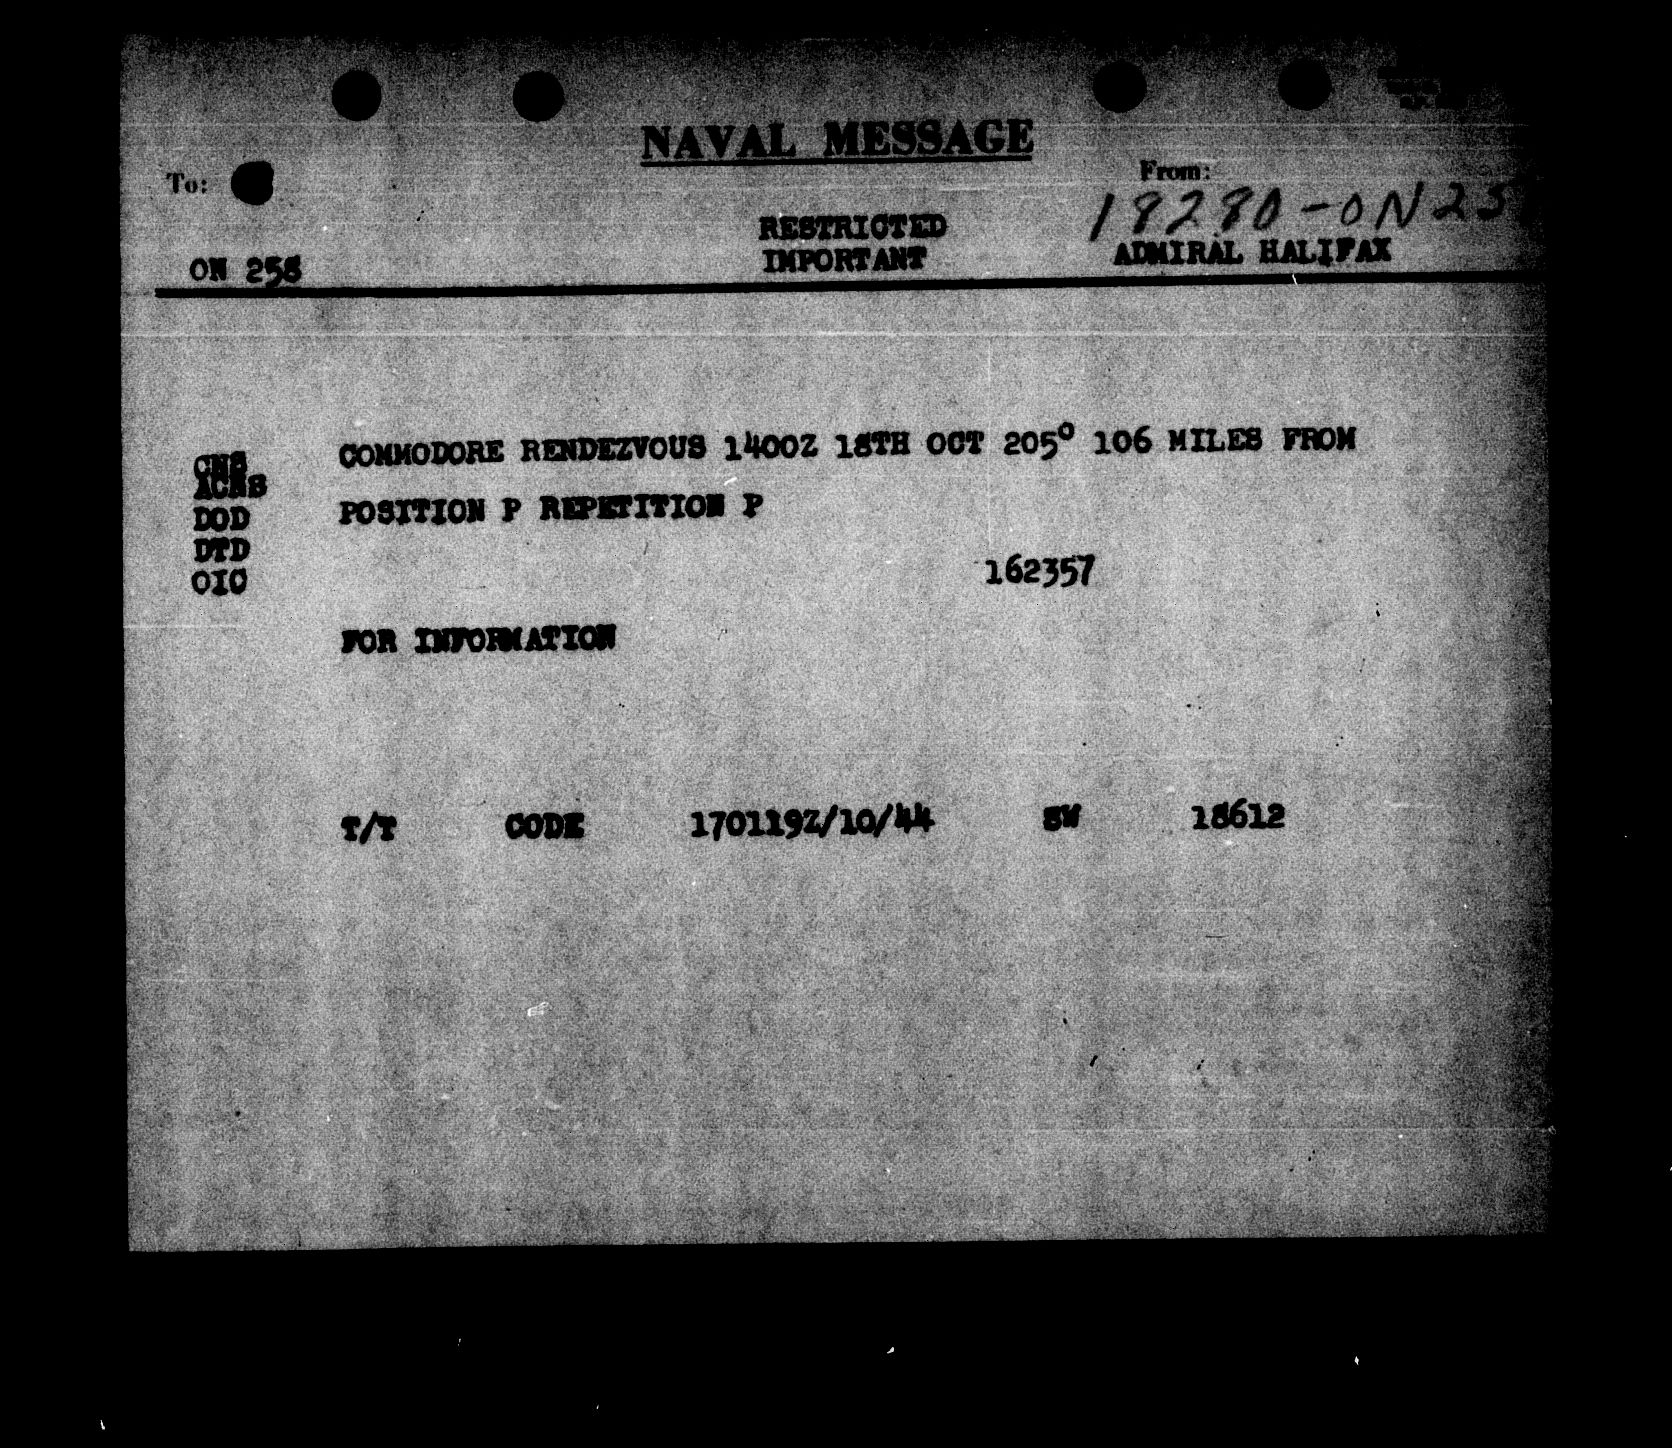 NAVAL MESSAGE
To:
From:
18280-ON25
RESTRICTED
IMPORTANT
ADMIRAL HALIFAX
ON 258
CNS
ACNS
DOD
DTD
OIC
COMMODORE RENDEZVOUS 1400Z 18TH OCT 205° 106 MILES FROM
POSITION P REPETITION P
162357
FOR INFORMATION
T/T CODE 170119Z/10/44 SW 18612